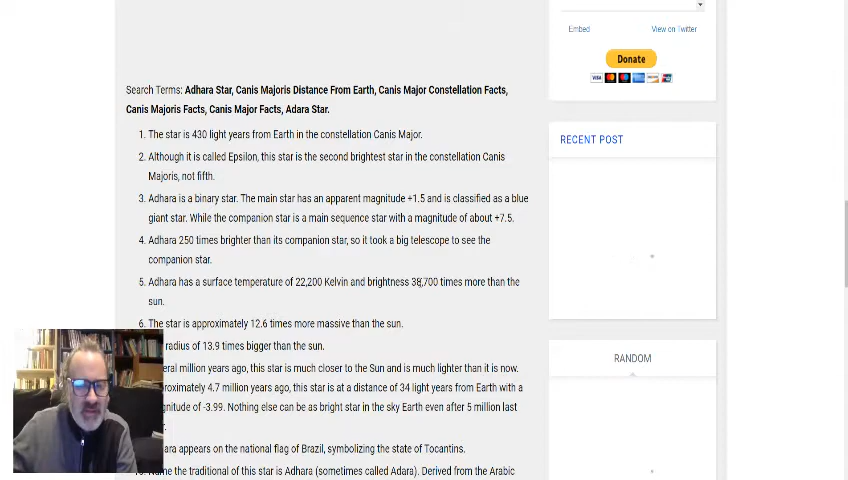 Embed
View on Twitter
Donate
VISA
Search Terms: Adhara Star, Canis Majoris Distance From Earth, Canis Major Constellation Facts,
Canis Majoris Facts, Canis Major Facts, Adara Star.
1. The star is 430 light years from Earth in the constellation Canis Major.
2. Although it is called Epsilon, this star is the second brightest star in the constellation Canis
Majoris, not fifth.
3. Adhara is a binary star. The main star has an apparent magnitude +1.5 and is classified as a blue
giant star. While the companion star is a main sequence star with a magnitude of about +7.5.
4. Adhara 250 times brighter than its companion star, so it took a big telescope to see the
companion star.
5. Adhara has a surface temperature of 22,200 Kelvin and brightness 38,700 times more than the
sun.
6. The star is approximately 12.6 times more massive than the sun.
radius of 13.9 times bigger than the sun.
eral million years ago, this star is much closer to the Sun and is much lighter than it is now.
roximately 4.7 million years ago, this star is at a distance of 34 light years from Earth with a
gnitude of -3.99. Nothing else can be as bright star in the sky Earth even after 5 million last
ara appears on the national flag of Brazil, symbolizing the state of Tocantins.
Name the traditional of this star is Adhara (sometimes called Adara). Derived from the Arabic
RECENT POST
RANDOM